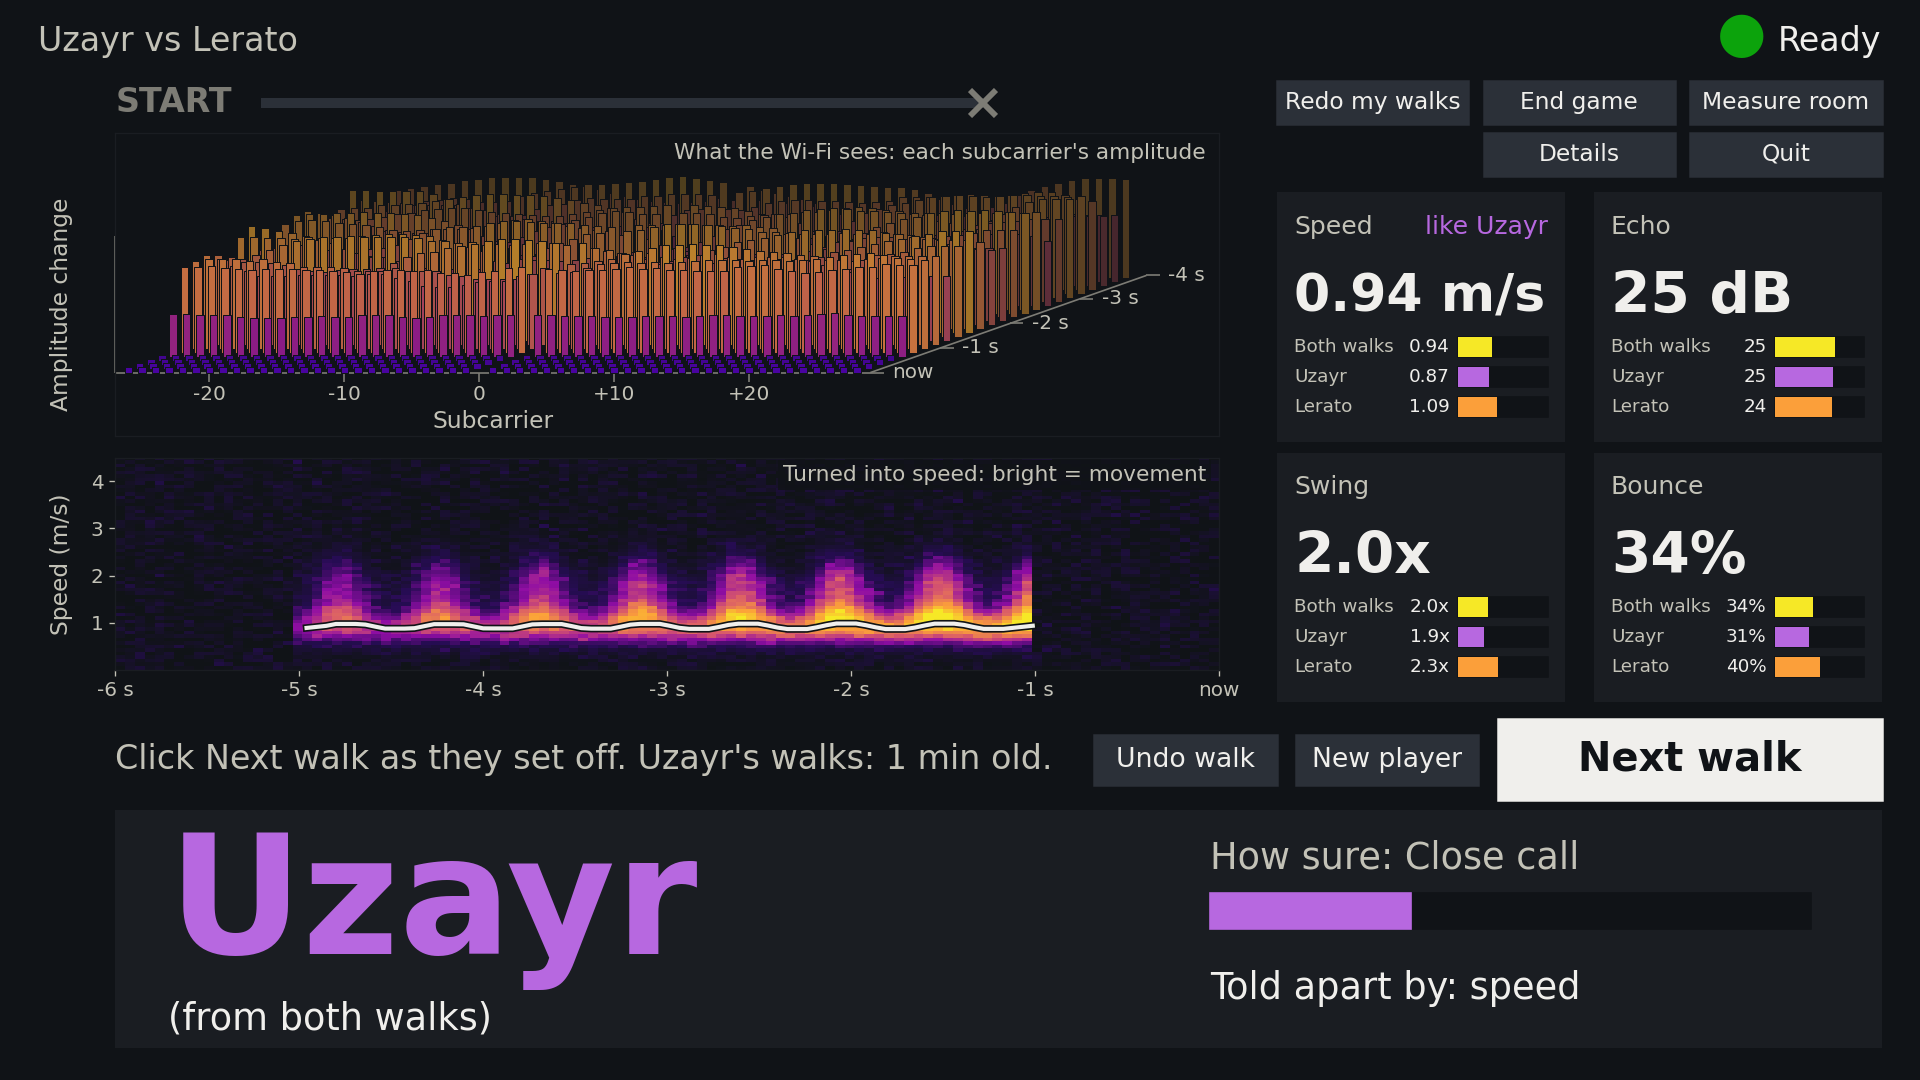 Uzayr vs Lerato
Ready
START
Redo my walks
End game
Measure room
Details
Quit
What the Wi-Fi sees: each subcarrier's amplitude
Amplitude change
-4 s
-3 s
-2 s
-1 s
now
-20
-10
0
+10
+20
Subcarrier
Turned into speed: bright = movement
Speed (m/s)
4
3
2
1
-6 s
-5 s
-4 s
-3 s
-2 s
-1 s
now
Speed
like Uzayr
0.94 m/s
Both walks 0.94
Uzayr 0.87
Lerato 1.09
Echo
25 dB
Both walks 25
Uzayr 25
Lerato 24
Swing
2.0x
Both walks 2.0x
Uzayr 1.9x
Lerato 2.3x
Bounce
34%
Both walks 34%
Uzayr 31%
Lerato 40%
Click Next walk as they set off. Uzayr's walks: 1 min old.
Undo walk
New player
Next walk
Uzayr
(from both walks)
How sure: Close call
Told apart by: speed